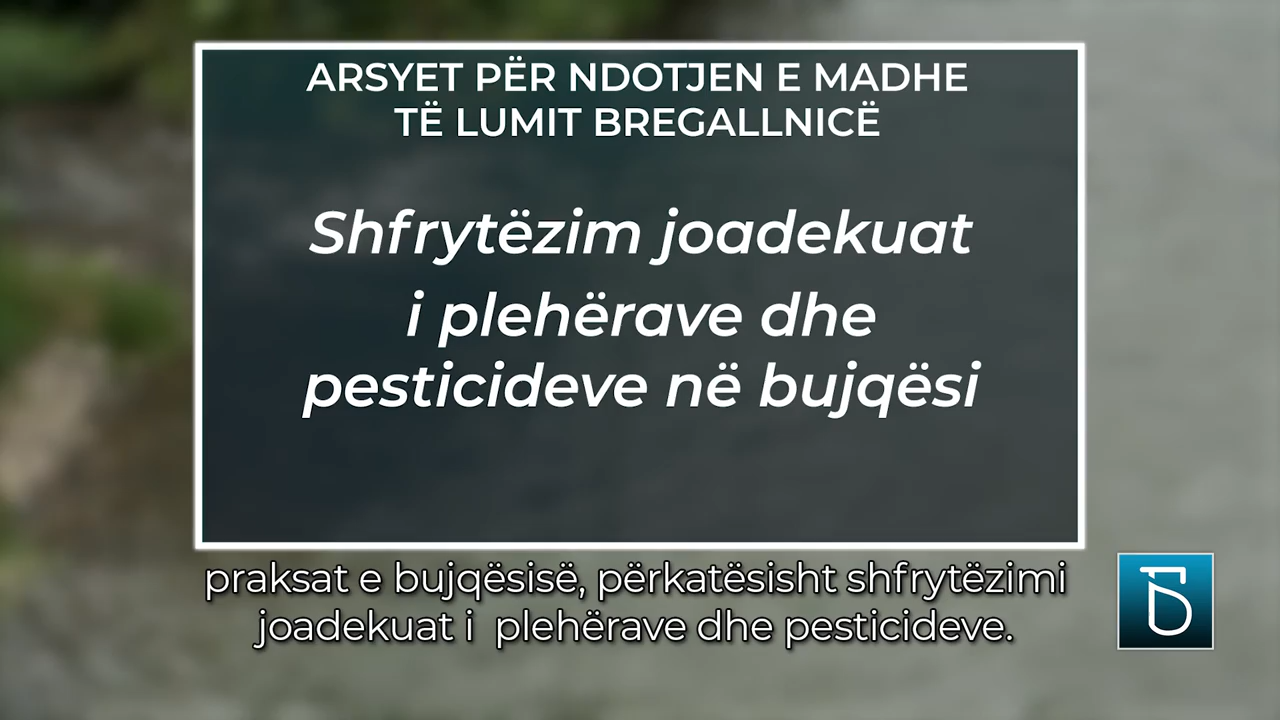 ARSYET PËR NDOTJEN E MADHE
TË LUMIT BREGALLNICË
Shfrytëzim joadekuat
i plehërave dhe
pesticideve në bujqësi
praksat e bujqësisë, përkatësisht shfrytëzimi
joadekuat i  plehërave dhe pesticideve.